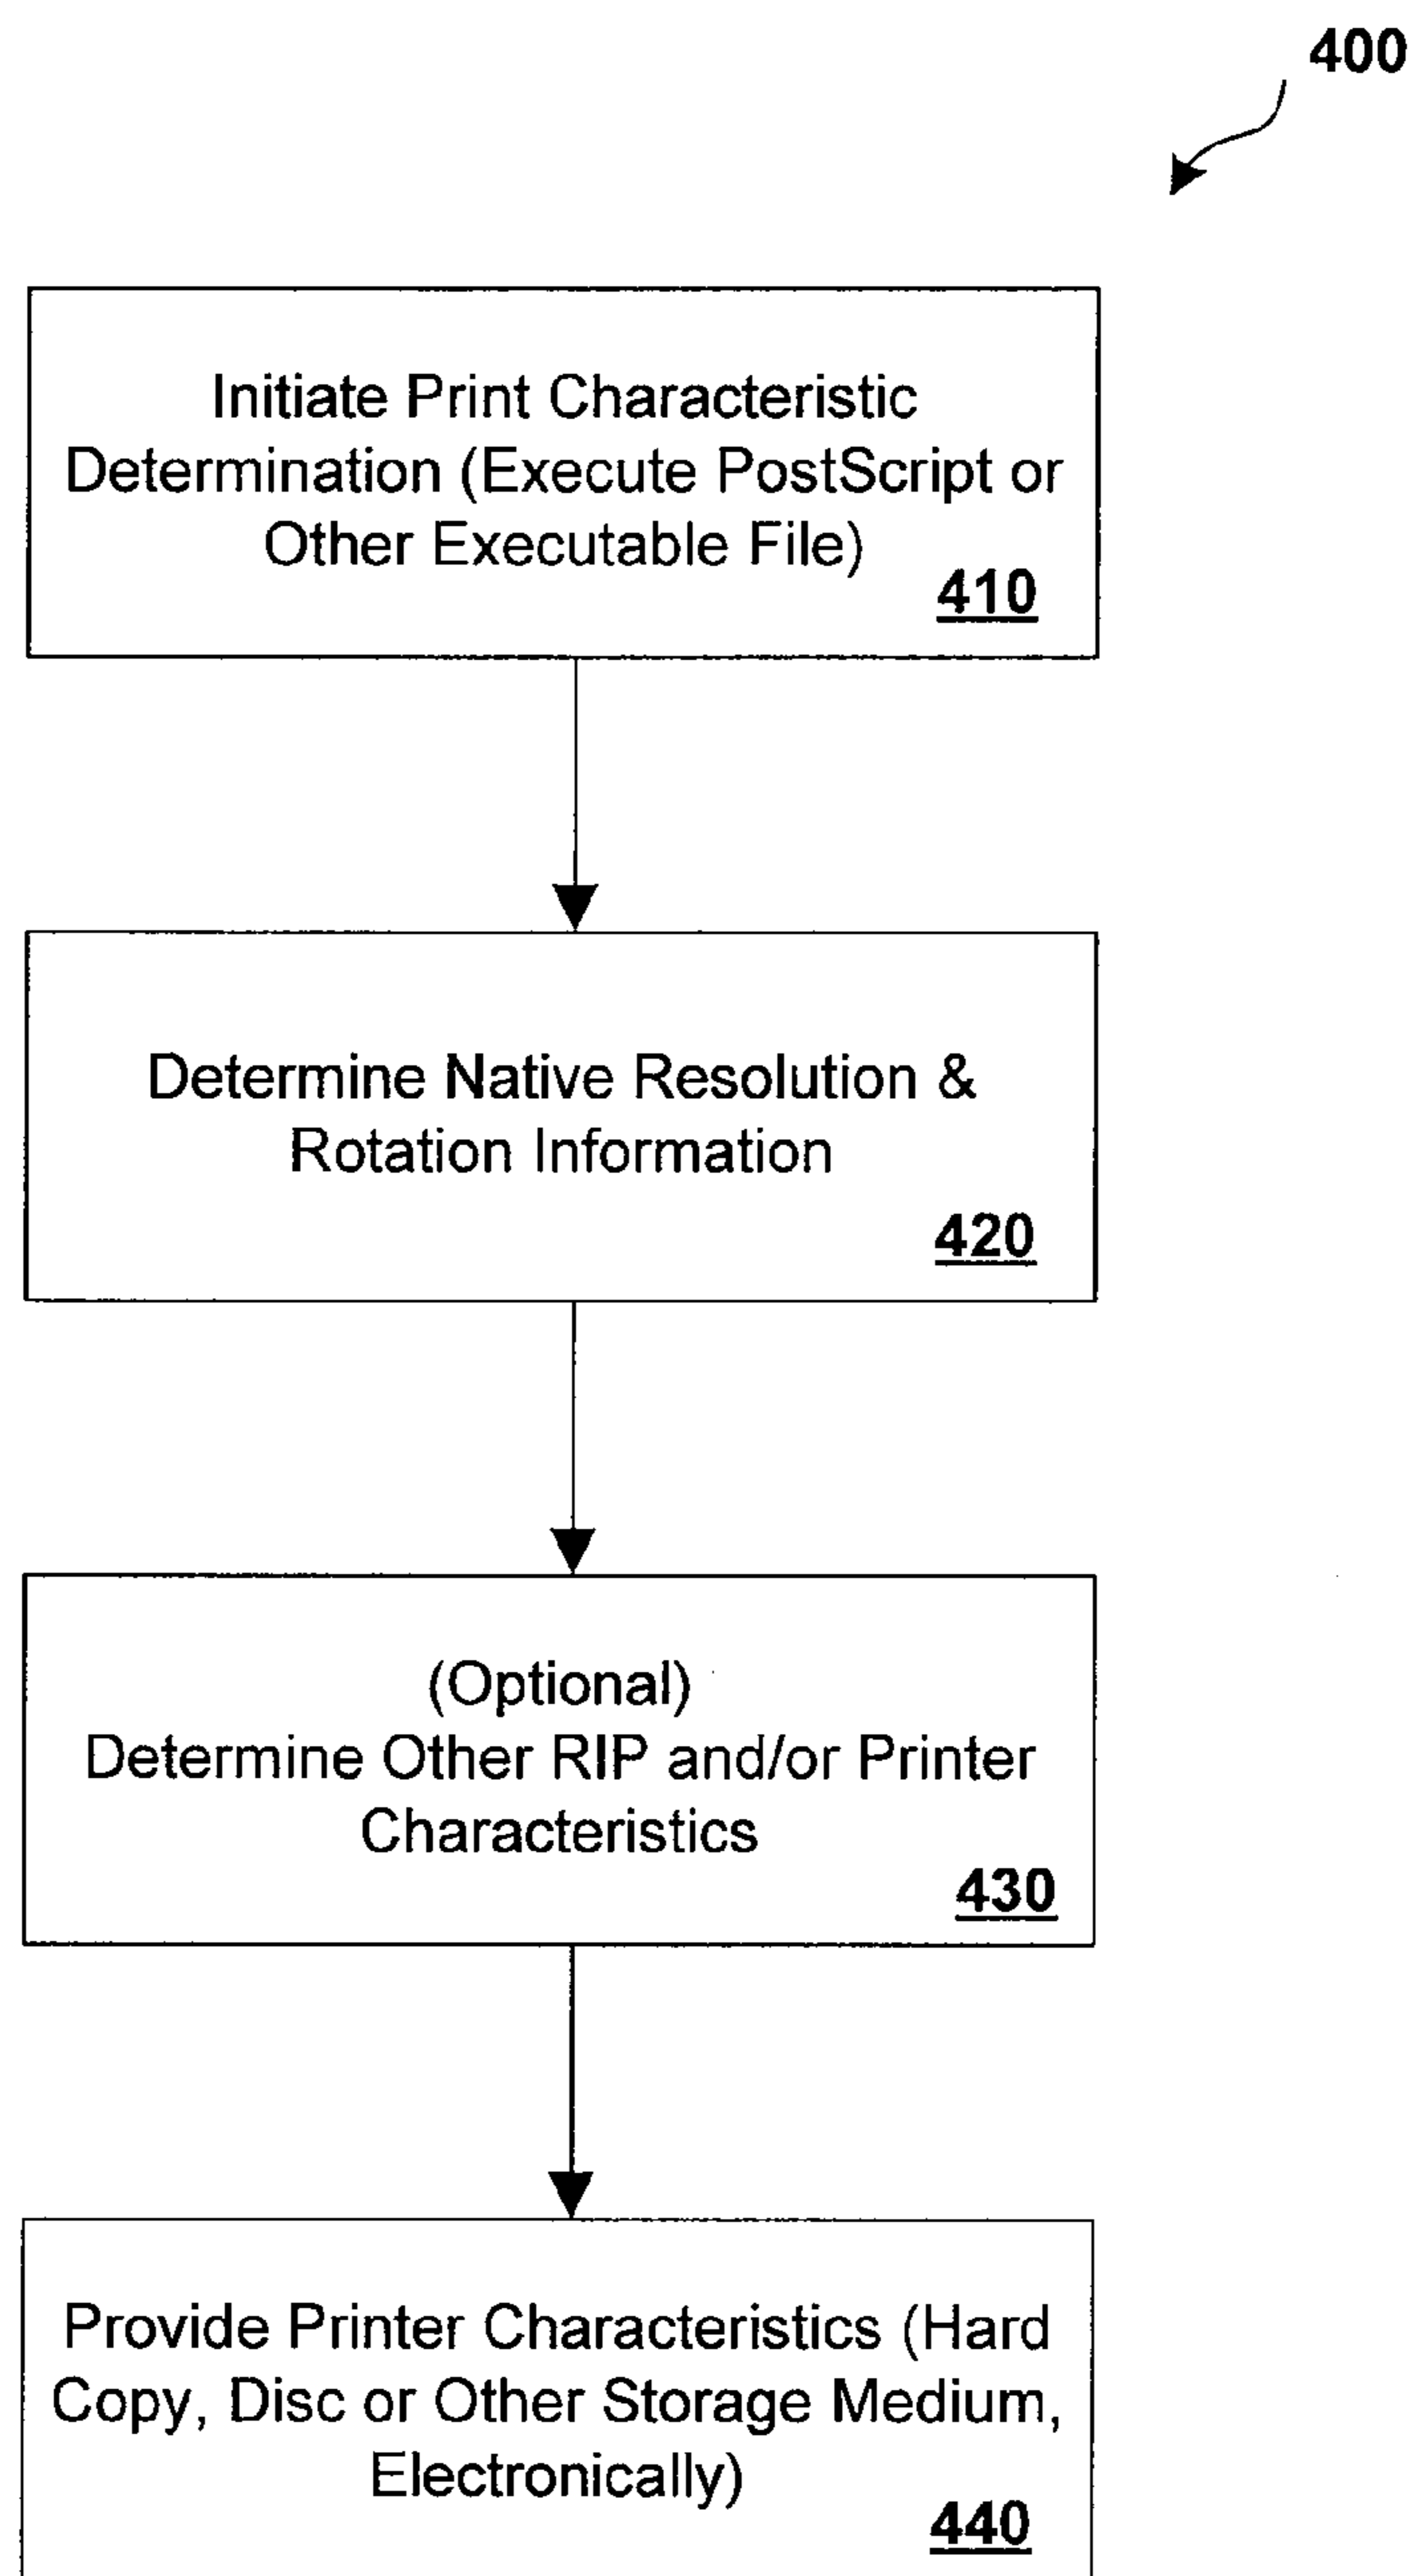 400
Initiate Print Characteristic
Determination (Execute PostScript or
Other Executable File)
410
Determine Native Resolution &
Rotation Information
420
(Optional)
Determine Other RIP and/or Printer
Characteristics
430
Provide Printer Characteristics (Hard
Copy, Disc or Other Storage Medium,
Electronically)
440